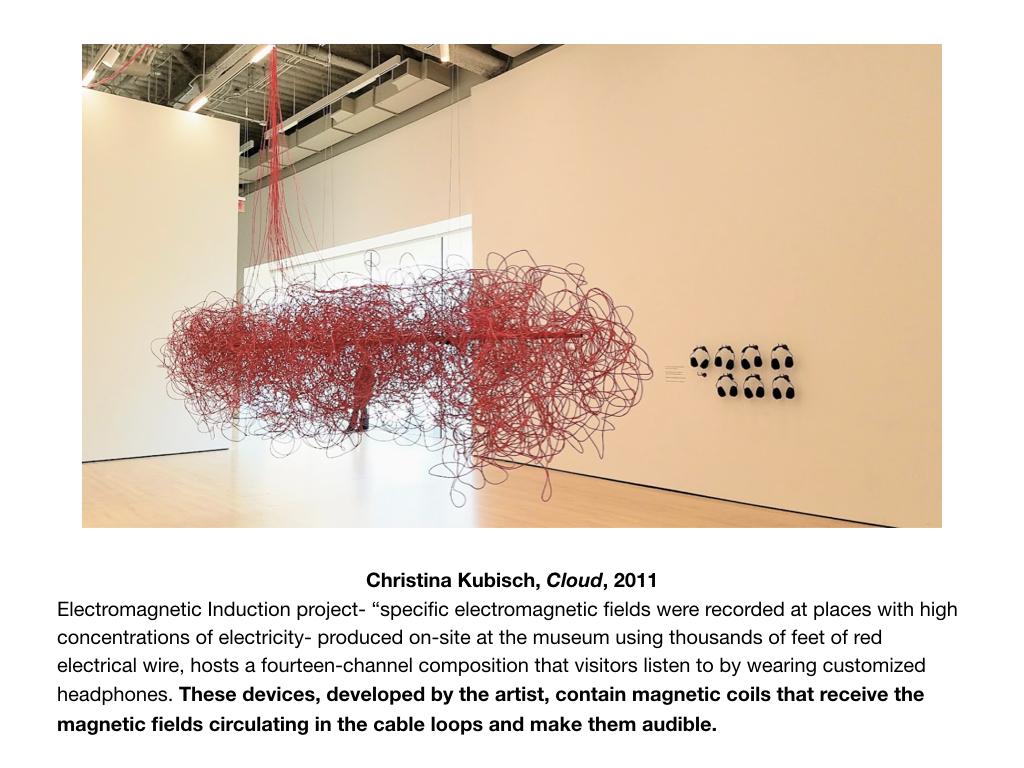 Christina Kubisch, Cloud, 2011
Electromagnetic Induction project- “specific electromagnetic fields were recorded at places with high
concentrations of electricity- produced on-site at the museum using thousands of feet of red
electrical wire, hosts a fourteen-channel composition that visitors listen to by wearing customized
headphones. These devices, developed by the artist, contain magnetic coils that receive the
magnetic fields circulating in the cable loops and make them audible.